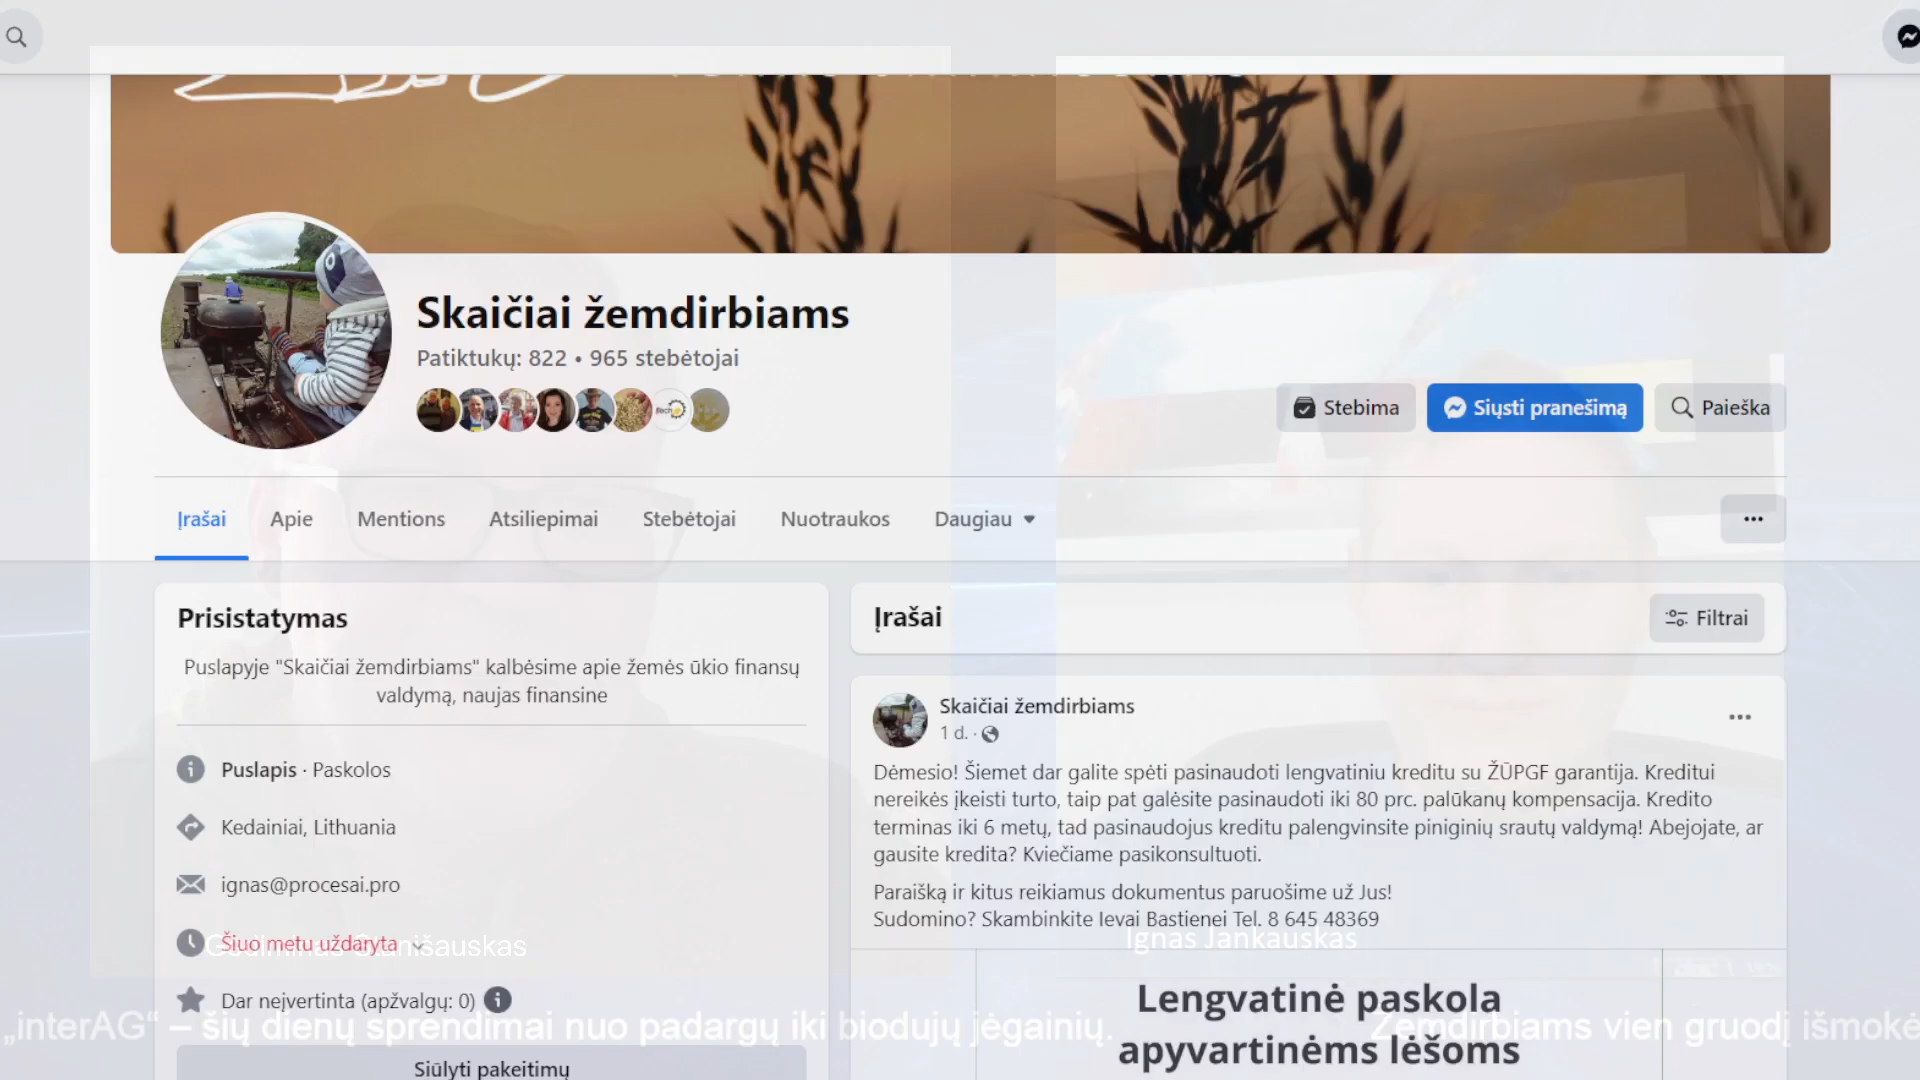 Skaičiai žemdirbiams
Patiktukų: 822 • 965 stebėtojai
Stebima
Siųsti pranešimą
Paieška
Įrašai
Apie
Mentions
Atsiliepimai
Stebėtojai
Nuotraukos
Daugiau
Prisistatymas
Puslapyje "Skaičiai žemdirbiams" kalbėsime apie žemės ūkio finansų
valdymą, naujas finansine
Puslapis · Paskolos
Kedainiai, Lithuania
ignas@procesai.pro
Šiuo metu uždaryta
Stanišauskas
Dar neįvertinta (apžvalgų: 0)
Siūlyti pakeitimų
Įrašai
Filtrai
Skaičiai žemdirbiams
1 d. ·
Dėmesio! Šiemet dar galite spėti pasinaudoti lengvatiniu kreditu su ŽŪPGF garantija. Kreditui
nereikės įkeisti turto, taip pat galėsite pasinaudoti iki 80 prc. palūkanų kompensacija. Kredito
terminas iki 6 metų, tad pasinaudojus kreditu palengvinsite piniginių srautų valdymą! Abejojate, ar
gausite kredita? Kviečiame pasikonsultuoti.
Paraišką ir kitus reikiamus dokumentus paruošime už Jus!
Sudomino? Skambinkite Ievai Bastienei Tel. 8 645 48369
Ignas Jankauskas
Lengvatinė paskola
apyvartinėms lėšoms
„interAG“ – šių dienų sprendimai nuo padargų iki biodujų jėgainių.
Žemdirbiams vien gruodį išmokė